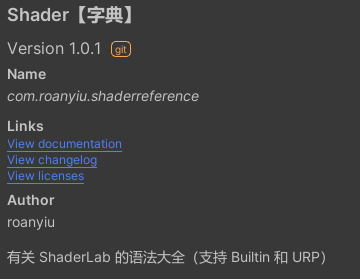 Shader【字典】
Version 1.0.1 git
Name
com.roanyiu.shaderreference
Links
View documentation
View changelog
View licenses
Author
roanyiu
有关 ShaderLab 的语法大全（支持 Builtin 和 URP）